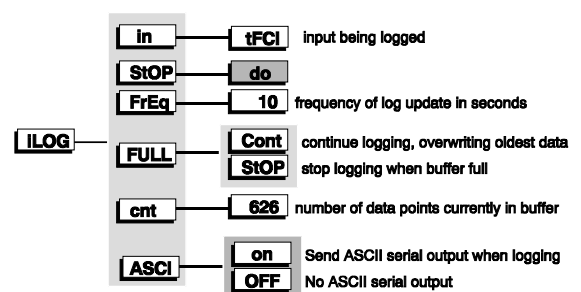 in tFCI input being logged
StOP do
FrEq 10 frequency of log update in seconds
ILOG
FULL
Cont continue logging, overwriting oldest data
StOP stop logging when buffer full
cnt 626 number of data points currently in buffer
ASCI
on Send ASCII serial output when logging
OFF No ASCII serial output